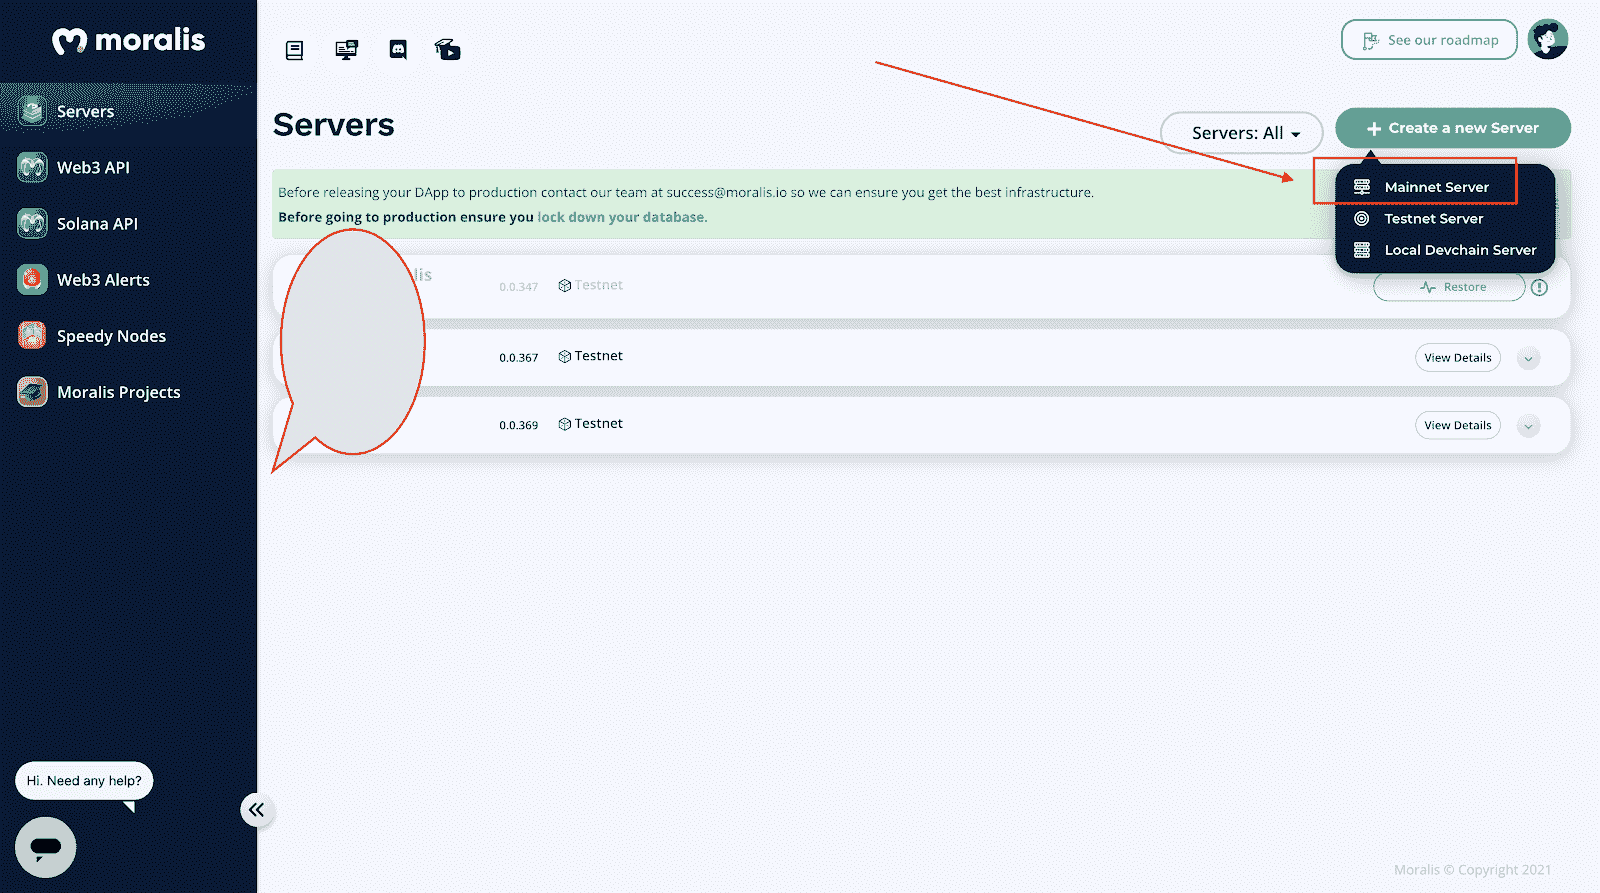 moralis
Servers
Web3 API
Solana API
Web3 Alerts
Speedy Nodes
Moralis Projects
Hi. Need any help?
See our roadmap
Servers
Servers: All
Create a new Server
Mainnet Server
Testnet Server
Local Devchain Server
Before releasing your DApp to production contact our team at success@moralis.io so we can ensure you get the best infrastructure.
Before going to production ensure you lock down your database.
lis
0.0.347 Testnet Restore
0.0.367 Testnet View Details
0.0.369 Testnet View Details
Moralis © Copyright 2021